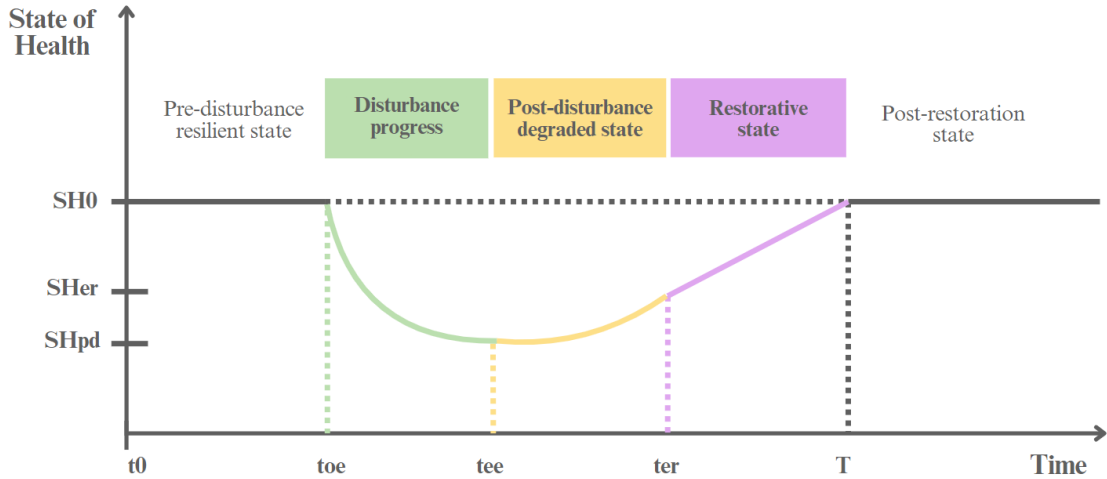 State of
Health
Pre-disturbance
resilient state
Disturbance
progress
Post-disturbance
degraded state
Restorative
state
Post-restoration
state
SH0
SHer
SHpd
t0
toe
tee
ter
T
Time